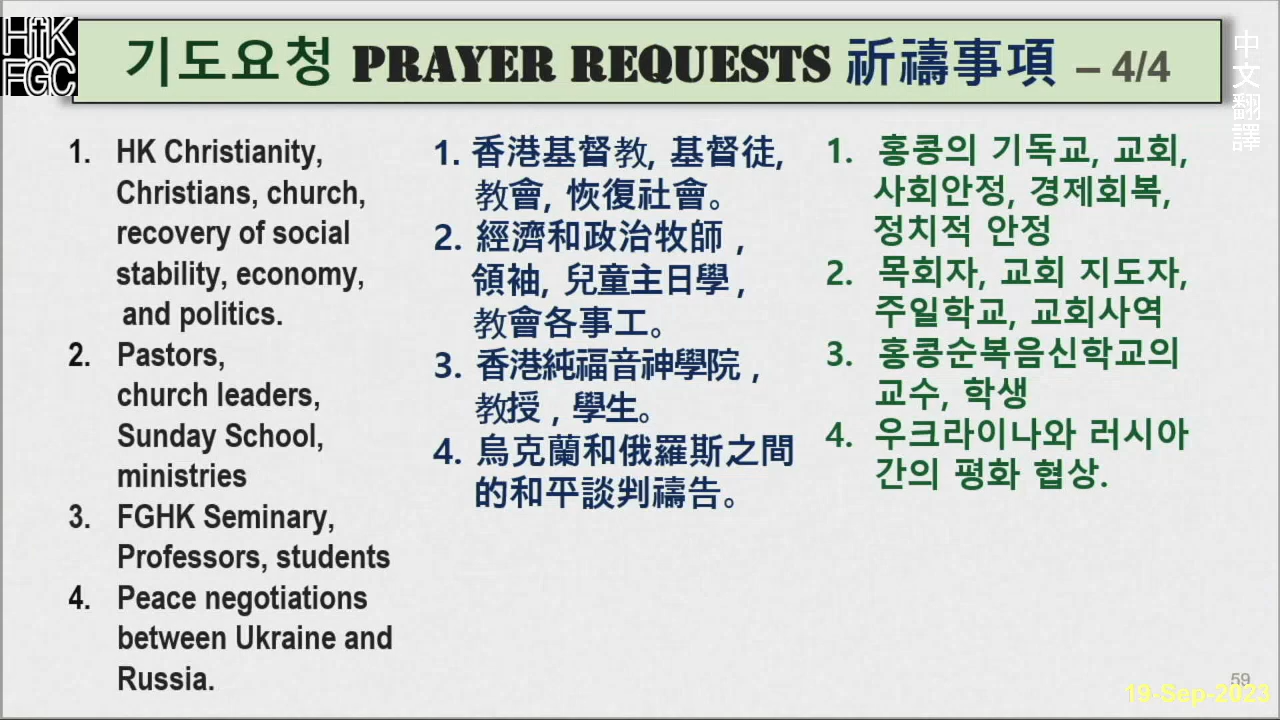 HfK
FGC
기도요청 PRAYER REQUESTS 祈禱事項 – 4/4
中文翻譯
1. HK Christianity,
Christians, church,
recovery of social
stability, economy,
and politics.
2. Pastors,
church leaders,
Sunday School,
ministries
3. FGHK Seminary,
Professors, students
4. Peace negotiations
between Ukraine and
Russia.
1. 香港基督教, 基督徒,
教會, 恢復社會。
2. 經濟和政治牧師 ,
領袖, 兒童主日學 ,
教會各事工。
3. 香港純福音神學院 ,
教授 , 學生。
4. 烏克蘭和俄羅斯之間
的和平談判禱告。
1. 홍콩의 기독교, 교회,
사회안정, 경제회복,
정치적 안정
2. 목회자, 교회 지도자,
주일학교, 교회사역
3. 홍콩순복음신학교의
교수, 학생
4. 우크라이나와 러시아
간의 평화 협상.
59
19-Sep-2023